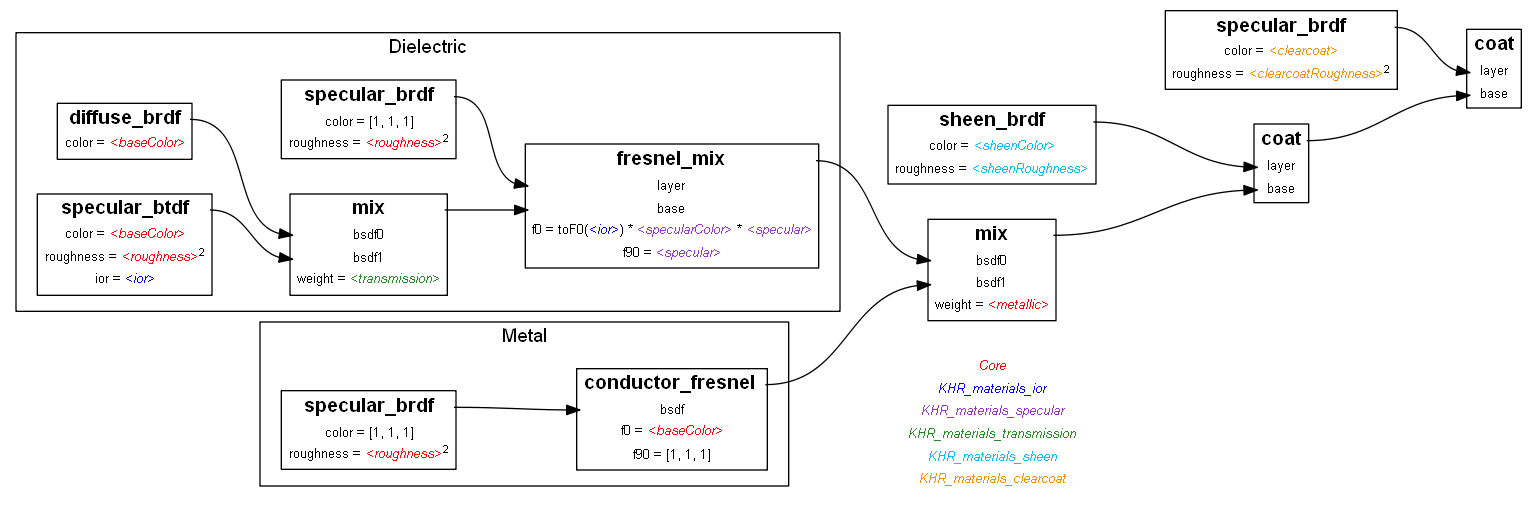 Dielectric
diffuse_brdf
color = <baseColor>
specular_btdf
color = <baseColor>
roughness = <roughness>²
ior = <ior>
specular_brdf
color = [1, 1, 1]
roughness = <roughness>²
mix
bsdf0
bsdf1
weight = <transmission>
fresnel_mix
layer
base
f0 = toF0(<ior>) * <specularColor> * <specular>
f90 = <specular>
Metal
specular_brdf
color = [1, 1, 1]
roughness = <roughness>²
conductor_fresnel
bsdf
f0 = <baseColor>
f90 = [1, 1, 1]
mix
bsdf0
bsdf1
weight = <metallic>
sheen_brdf
color = <sheenColor>
roughness = <sheenRoughness>
coat
layer
base
specular_brdf
color = <clearcoat>
roughness = <clearcoatRoughness>²
coat
layer
base
Core
KHR_materials_ior
KHR_materials_specular
KHR_materials_transmission
KHR_materials_sheen
KHR_materials_clearcoat